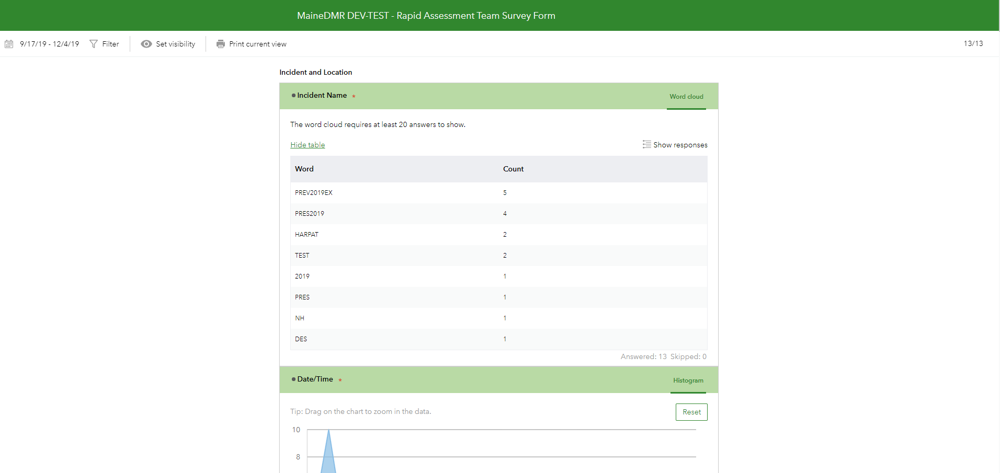 MaineDMR DEV-TEST - Rapid Assessment Team Survey Form
9/17/19 - 12/4/19 Filter Set visibility Print current view 13/13
Incident and Location
Incident Name * Word cloud
The word cloud requires at least 20 answers to show.
Hide table Show responses
Word Count
PREV2019EX 5
PRES2019 4
HARPAT 2
TEST 2
2019 1
PRES 1
NH 1
DES 1
Answered: 13 Skipped: 0
Date/Time * Histogram
Tip: Drag on the chart to zoom in the data. Reset
10
8